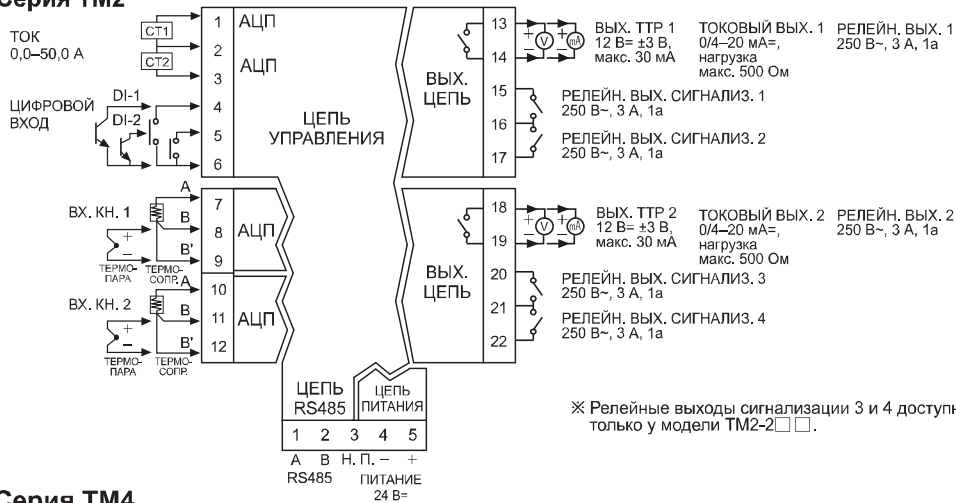 Серия TM2
ТОК
0,0–50,0 А
СТ1
СТ2
1
2
3
4
5
6
АЦП
АЦП
ЦИФРОВОЙ
ВХОД
DI-1
DI-2
ЦЕПЬ
УПРАВЛЕНИЯ
ВХ. КН. 1
+
–
ТЕРМО-
ПАРА
ТЕРМО-
СОПР.
A
B
B'
7
8
9
АЦП
ВХ. КН. 2
+
–
ТЕРМО-
ПАРА
ТЕРМО-
СОПР.
A
B
B'
10
11
12
АЦП
ВЫХ.
ЦЕПЬ
13
14
15
16
17
+
–
V
+
–
mA
ВЫХ. ТТР 1
12 В= ±3 В,
макс. 30 мА
ТОКОВЫЙ ВЫХ. 1
0/4–20 мА=,
нагрузка
макс. 500 Ом
РЕЛЕЙН. ВЫХ. 1
250 В~, 3 А, 1а
РЕЛЕЙН. ВЫХ. СИГНАЛИЗ. 1
250 В~, 3 А, 1а
РЕЛЕЙН. ВЫХ. СИГНАЛИЗ. 2
250 В~, 3 А, 1а
ВЫХ.
ЦЕПЬ
18
19
20
21
22
+
–
V
+
–
mA
ВЫХ. ТТР 2
12 В= ±3 В,
макс. 30 мА
ТОКОВЫЙ ВЫХ. 2
0/4–20 мА=,
нагрузка
макс. 500 Ом
РЕЛЕЙН. ВЫХ. 2
250 В~, 3 А, 1а
РЕЛЕЙН. ВЫХ. СИГНАЛИЗ. 3
250 В~, 3 А, 1а
РЕЛЕЙН. ВЫХ. СИГНАЛИЗ. 4
250 В~, 3 А, 1а
ЦЕПЬ
RS485
ЦЕПЬ
ПИТАНИЯ
1 2 3 4 5
A B Н. П. – +
RS485
ПИТАНИЕ
24 В=
※ Релейные выходы сигнализации 3 и 4 доступн
только у модели TM2-2□ □.
Серия TM4